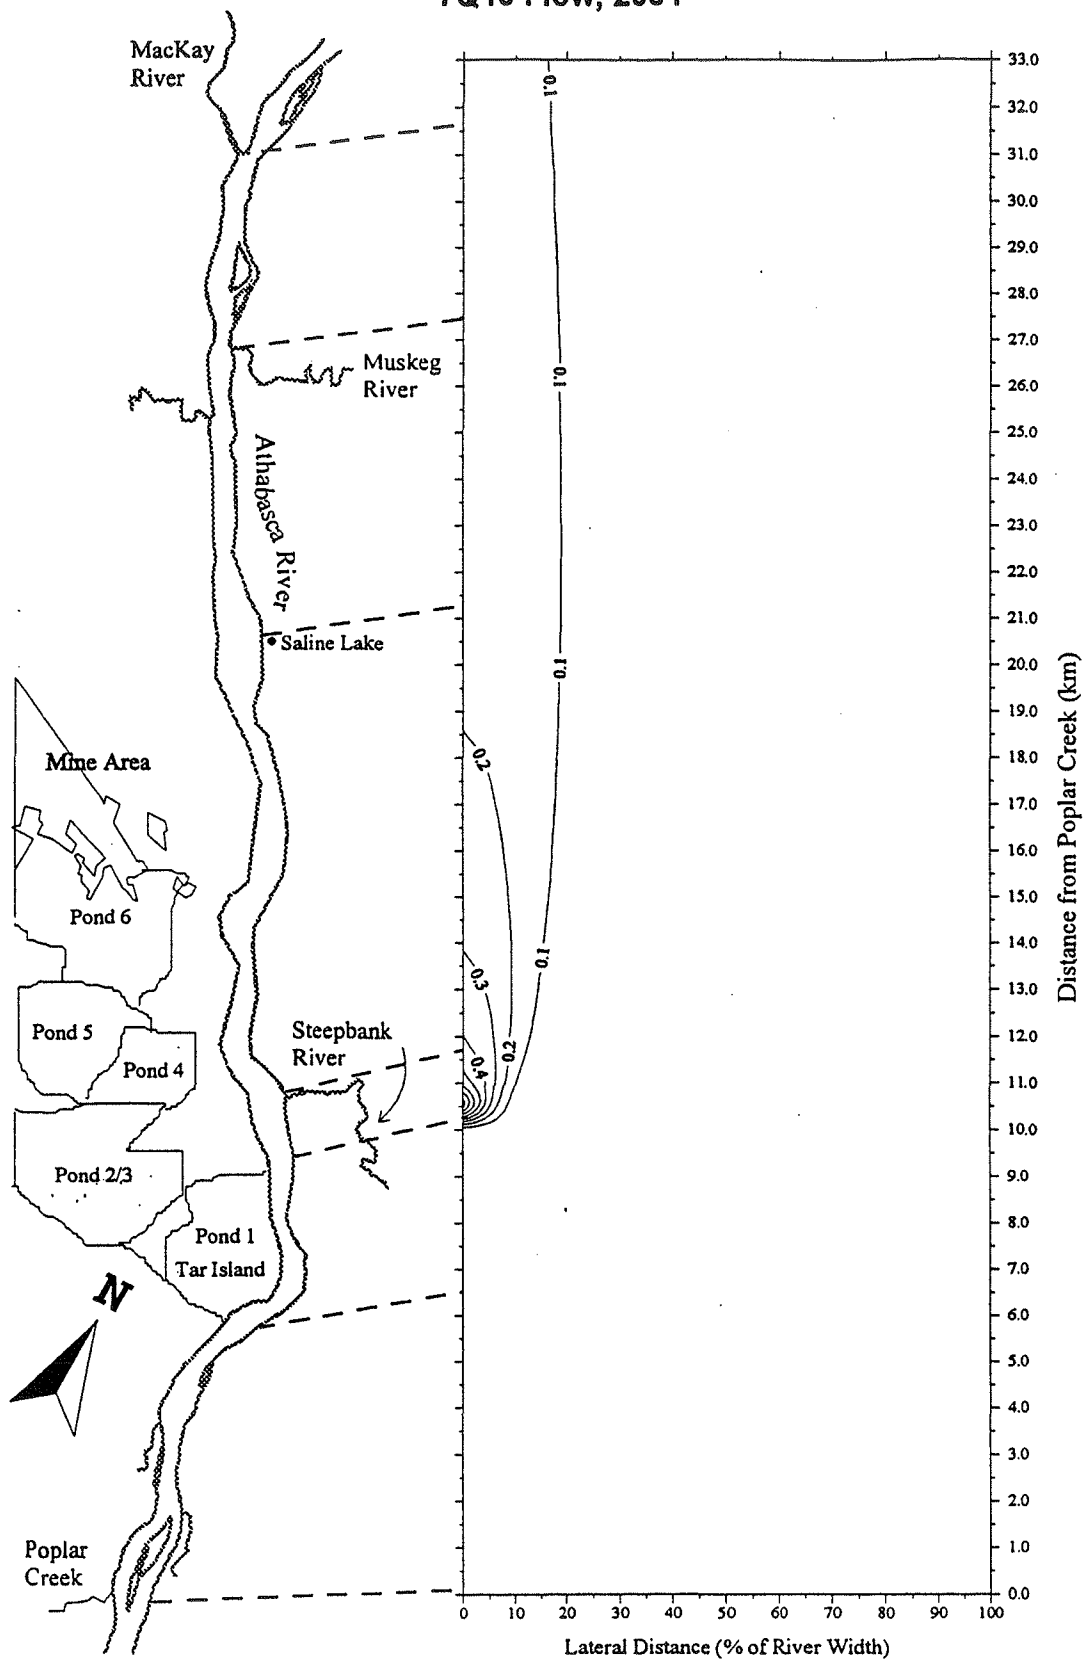 MacKay
River
Muskeg
River
Athabasca River
Saline Lake
Mine Area
Pond 6
Pond 5
Pond 4
Steepbank
River
Pond 2/3
Pond 1
Tar Island
N
Poplar
Creek
0.1
0.1
0.1
0.2
0.1
0.3
0.2
0.4
33.0
32.0
31.0
30.0
29.0
28.0
27.0
26.0
25.0
24.0
23.0
22.0
21.0
20.0
19.0
18.0
17.0
16.0
15.0
14.0
13.0
12.0
11.0
10.0
9.0
8.0
7.0
6.0
5.0
4.0
3.0
2.0
1.0
0.0
Distance from Poplar Creek (km)
0 10 20 30 40 50 60 70 80 90 100
Lateral Distance (% of River Width)